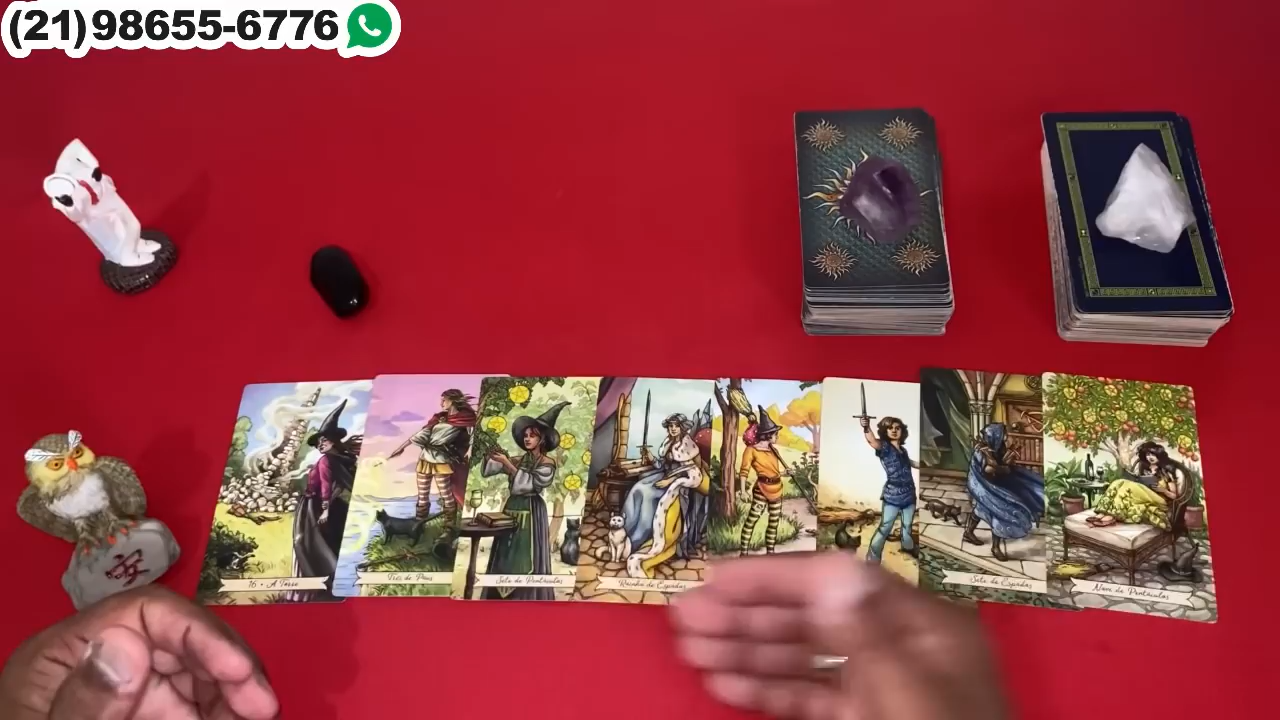 (21)98655-6776
16 • A Torre
Três de Paus
Sete de Pentáculos
Rainha de Espadas
Sete de Espadas
Nove de Pentáculos